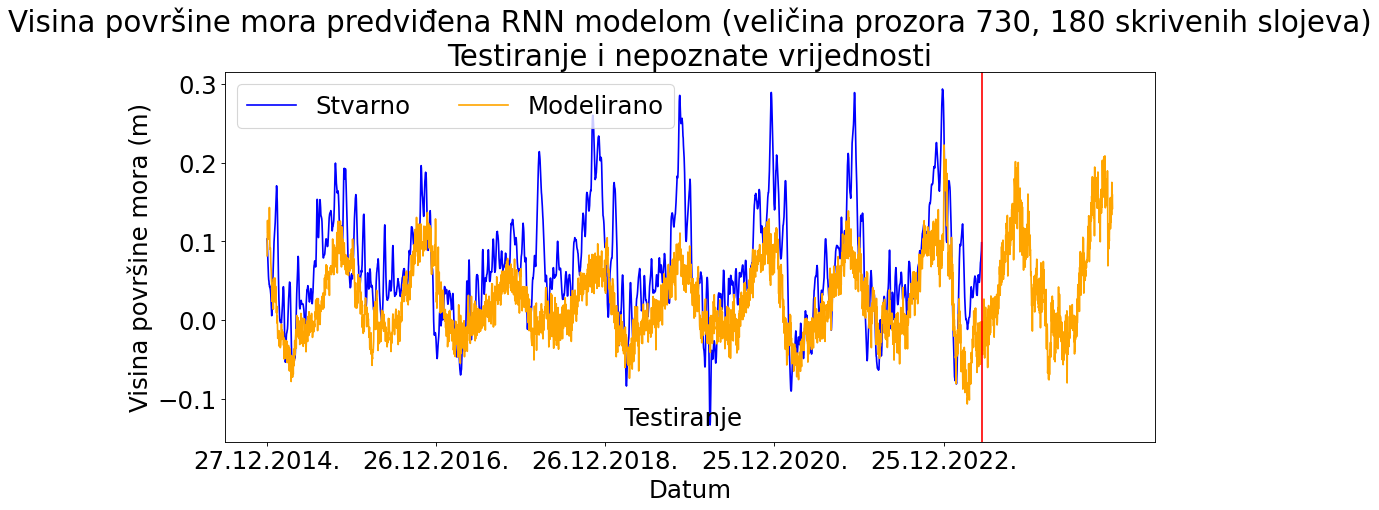 Visina površine mora predviđena RNN modelom (veličina prozora 730, 180 skrivenih slojeva)
Testiranje i nepoznate vrijednosti
Stvarno Modelirano
Visina površine mora (m)
0.3
0.2
0.1
0.0
−0.1
Testiranje
27.12.2014. 26.12.2016. 26.12.2018. 25.12.2020. 25.12.2022.
Datum